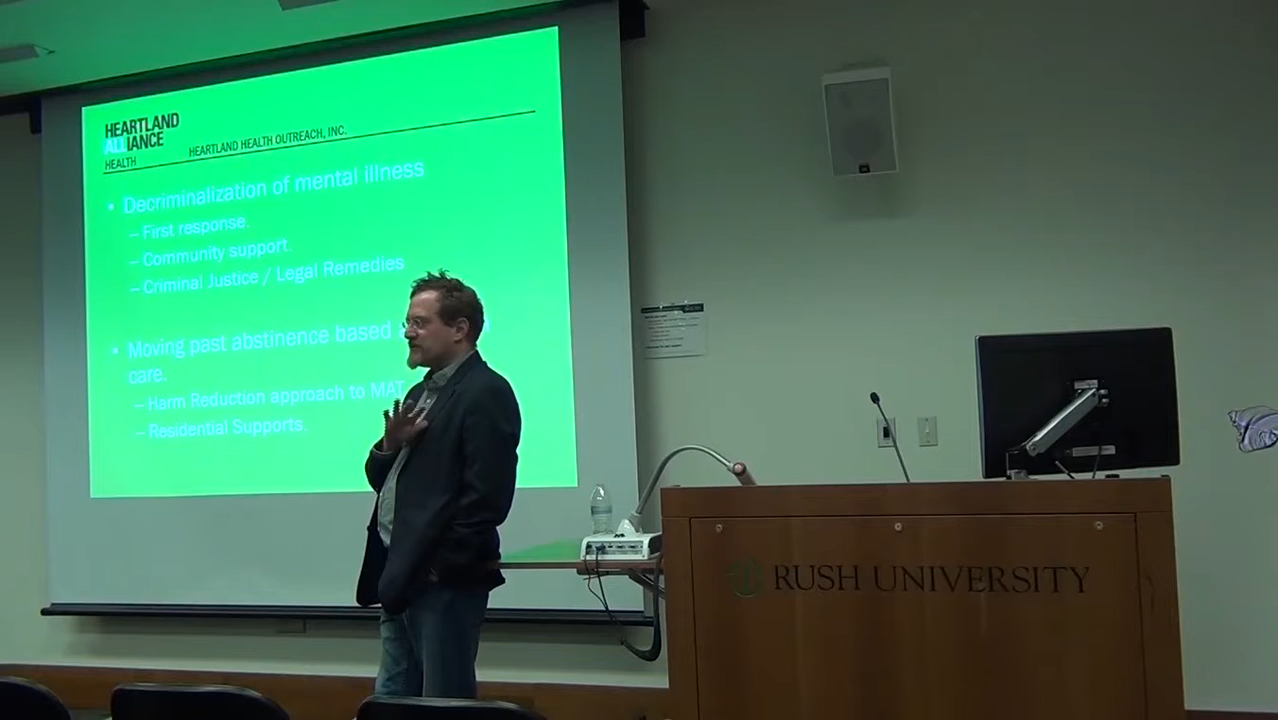 HEARTLAND
ALLIANCE
HEALTH
HEARTLAND HEALTH OUTREACH, INC.
• Decriminalization of mental illness
– First response.
– Community support.
– Criminal Justice / Legal Remedies
• Moving past abstinence based
care.
– Harm Reduction approach to MAT
– Residential Supports.
RUSH UNIVERSITY